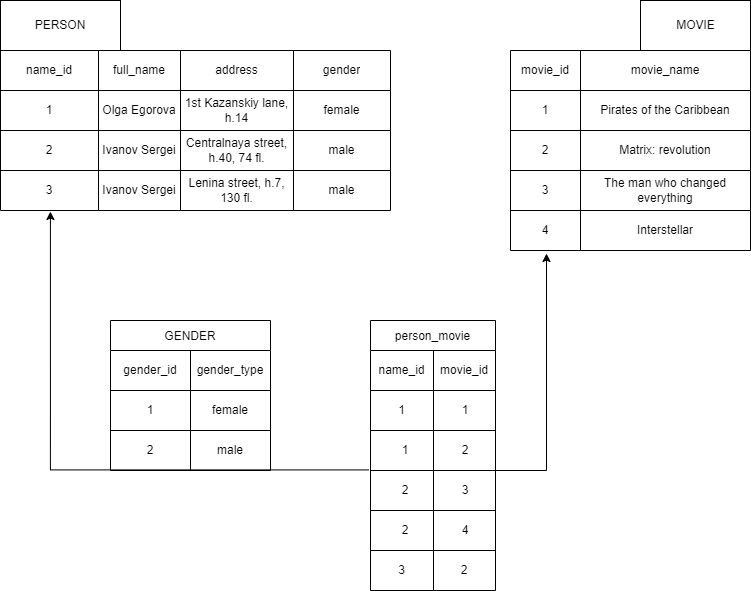 PERSON
name_id full_name address gender
1 Olga Egorova 1st Kazanskiy lane,
h.14 female
2 Ivanov Sergei Centralnaya street,
h.40, 74 fl. male
3 Ivanov Sergei Lenina street, h.7,
130 fl. male
MOVIE
movie_id movie_name
1 Pirates of the Caribbean
2 Matrix: revolution
3 The man who changed
everything
4 Interstellar
GENDER
gender_id gender_type
1 female
2 male
person_movie
name_id movie_id
1 1
1 2
2 3
2 4
3 2